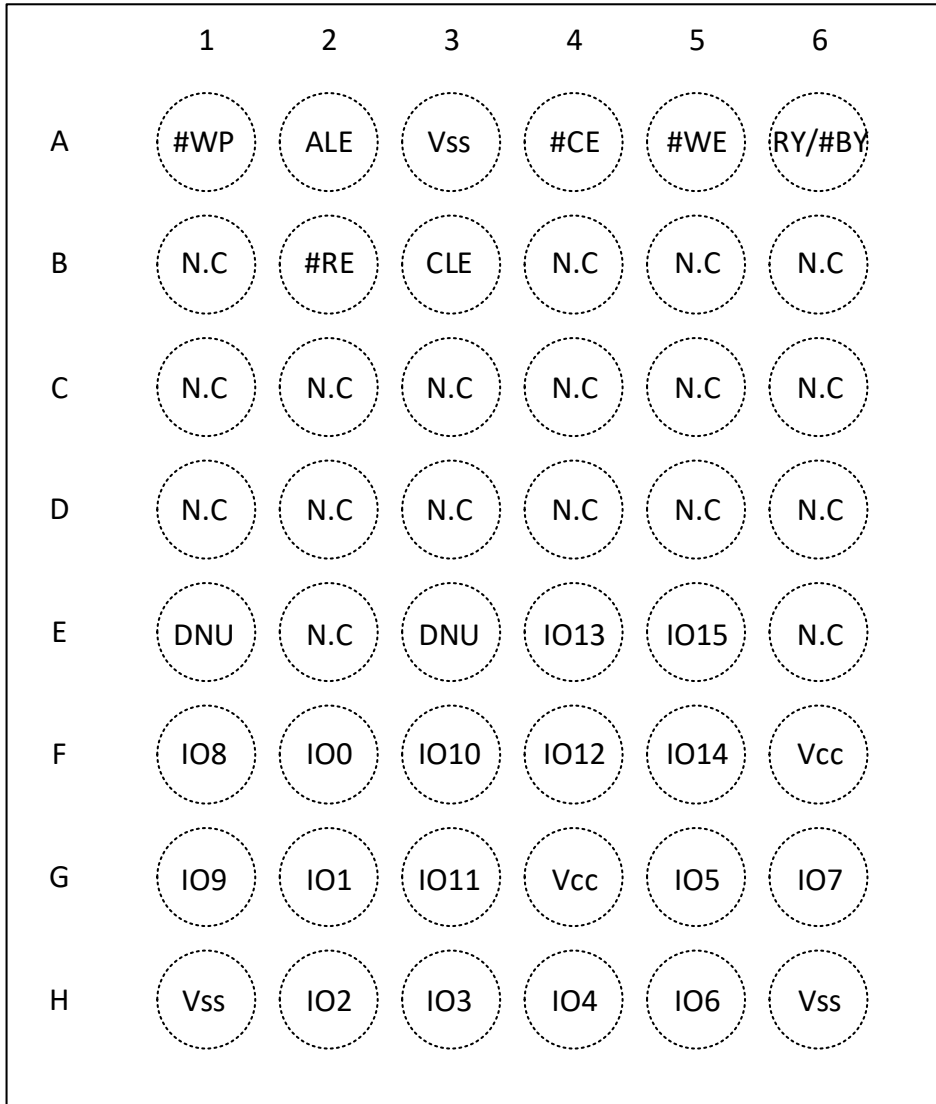 1 2 3 4 5 6
A #WP ALE Vss #CE #WE RY/#BY
B N.C #RE CLE N.C N.C N.C
C N.C N.C N.C N.C N.C N.C
D N.C N.C N.C N.C N.C N.C
E DNU N.C DNU IO13 IO15 N.C
F IO8 IO0 IO10 IO12 IO14 Vcc
G IO9 IO1 IO11 Vcc IO5 IO7
H Vss IO2 IO3 IO4 IO6 Vss